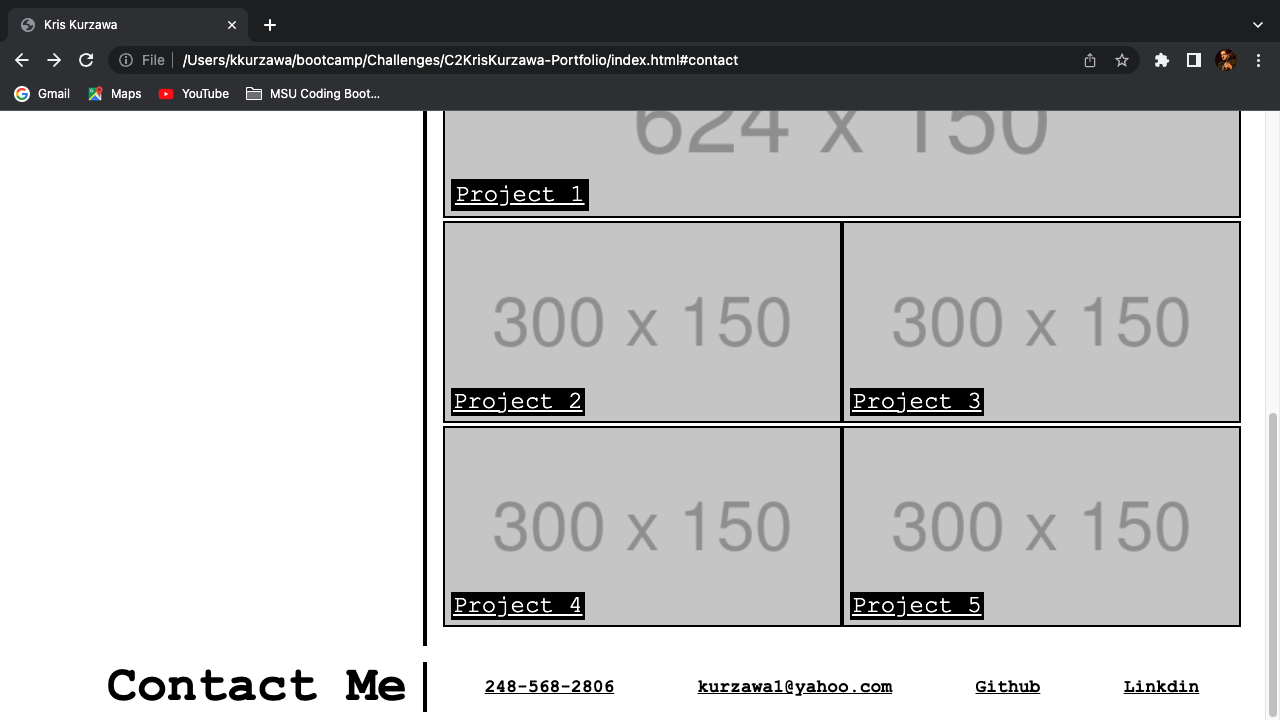 Kris Kurzawa
File /Users/kkurzawa/bootcamp/Challenges/C2KrisKurzawa-Portfolio/index.html#contact
Gmail Maps YouTube MSU Coding Boot...
624 x 150
Project 1
300 x 150 300 x 150
Project 2 Project 3
300 x 150 300 x 150
Project 4 Project 5
Contact Me 248-568-2806 kurzawa1@yahoo.com Github Linkdin